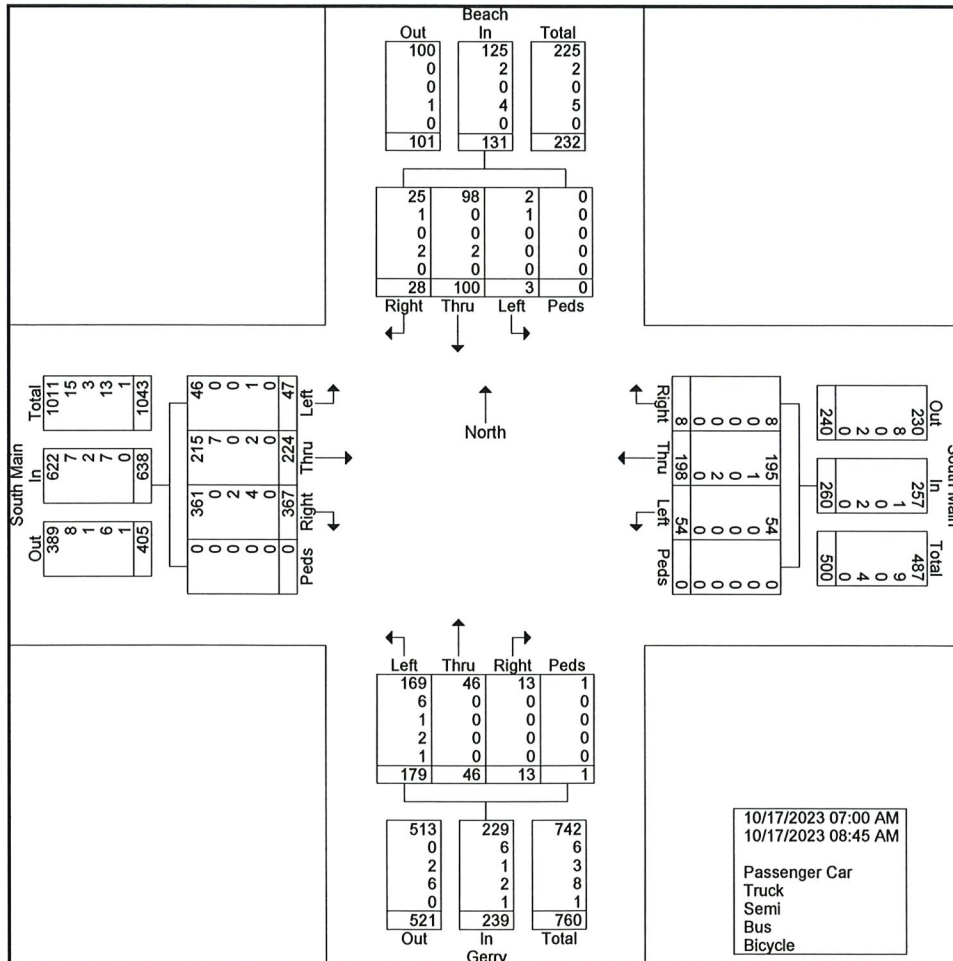 Beach
Out In Total
100 125 225
0 2 2
0 0 0
1 4 5
0 0 0
101 131 232
25 98 2 0
1 0 1 0
0 0 0 0
2 2 0 0
0 0 0 0
28 100 3 0
Right Thru Left Peds
North
South Main
Total
1011 15 3 13 1 1043
In
622 7 2 7 0 638
Out
389 8 1 6 1 405
46 0 0 1 0 47
Left
215 7 0 2 0 224
Thru
361 0 2 4 0 367
Right
0 0 0 0 0 0
Peds
Right
8 0 0 0 0 8
Thru
195 1 0 2 0 198
Left
54 0 0 0 0 54
Peds
0 0 0 0 0 0
South Main
Out
230 8 0 2 0 240
In
257 1 0 2 0 260
Total
487 9 0 4 0 500
Left Thru Right Peds
169 46 13 1
6 0 0 0
1 0 0 0
2 0 0 0
1 0 0 0
179 46 13 1
513 229 742
0 6 6
2 1 3
6 2 8
0 1 1
521 239 760
Out In Total
Gerry
10/17/2023 07:00 AM
10/17/2023 08:45 AM
Passenger Car
Truck
Semi
Bus
Bicycle